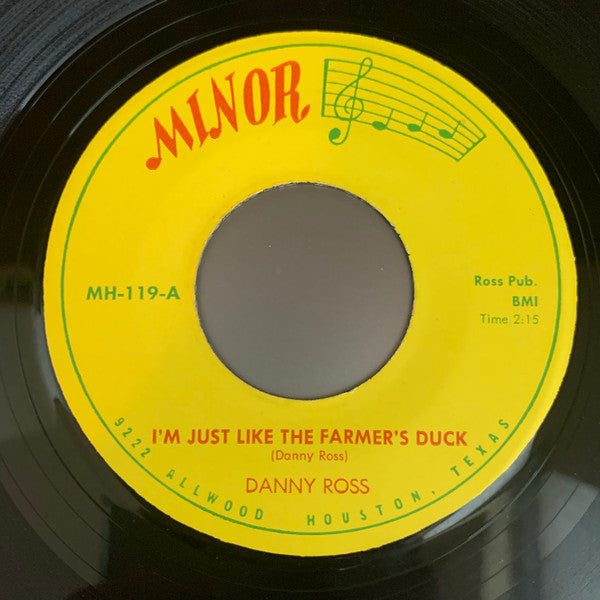 MINOR
MH-119-A
Ross Pub.
BMI
Time 2:15
I'M JUST LIKE THE FARMER'S DUCK
(Danny Ross)
DANNY ROSS
9222 ALLWOOD HOUSTON, TEXAS